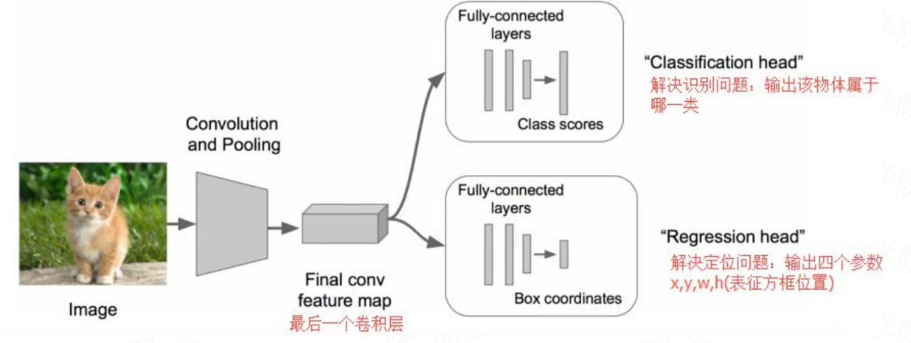 Fully-connected
layers
Class scores
“Classification head”
解决识别问题：输出该物体属于
哪一类
Convolution
and Pooling
Image
Final conv
feature map
最后一个卷积层
Fully-connected
layers
Box coordinates
“Regression head”
解决定位问题：输出四个参数
x,y,w,h(表征方框位置)